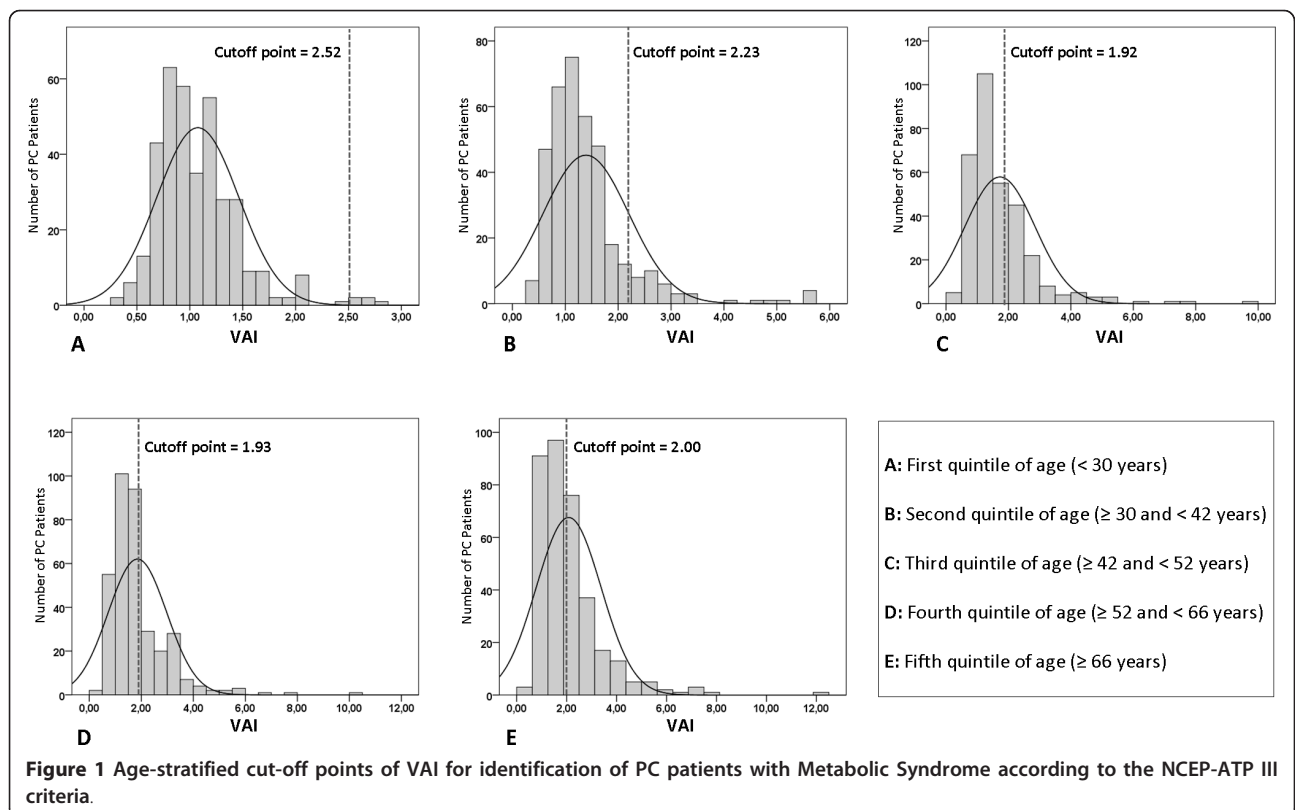 Cutoff point = 2.52
Number of PC Patients
60
40
20
0
0,00 0,50 1,00 1,50 2,00 2,50 3,00
VAI
A
Cutoff point = 2.23
Number of PC Patients
80
60
40
20
0
0,00 1,00 2,00 3,00 4,00 5,00 6,00
VAI
B
Cutoff point = 1.92
Number of PC Patients
120
100
80
60
40
20
0
0,00 2,00 4,00 6,00 8,00 10,00
VAI
C
Cutoff point = 1.93
Number of PC Patients
120
100
80
60
40
20
0
0,00 2,00 4,00 6,00 8,00 10,00 12,00
VAI
D
Cutoff point = 2.00
Number of PC Patients
100
80
60
40
20
0
0,00 2,00 4,00 6,00 8,00 10,00 12,00
VAI
E
A: First quintile of age (< 30 years)
B: Second quintile of age (≥ 30 and < 42 years)
C: Third quintile of age (≥ 42 and < 52 years)
D: Fourth quintile of age (≥ 52 and < 66 years)
E: Fifth quintile of age (≥ 66 years)
Figure 1 Age-stratified cut-off points of VAI for identification of PC patients with Metabolic Syndrome according to the NCEP-ATP III
criteria.